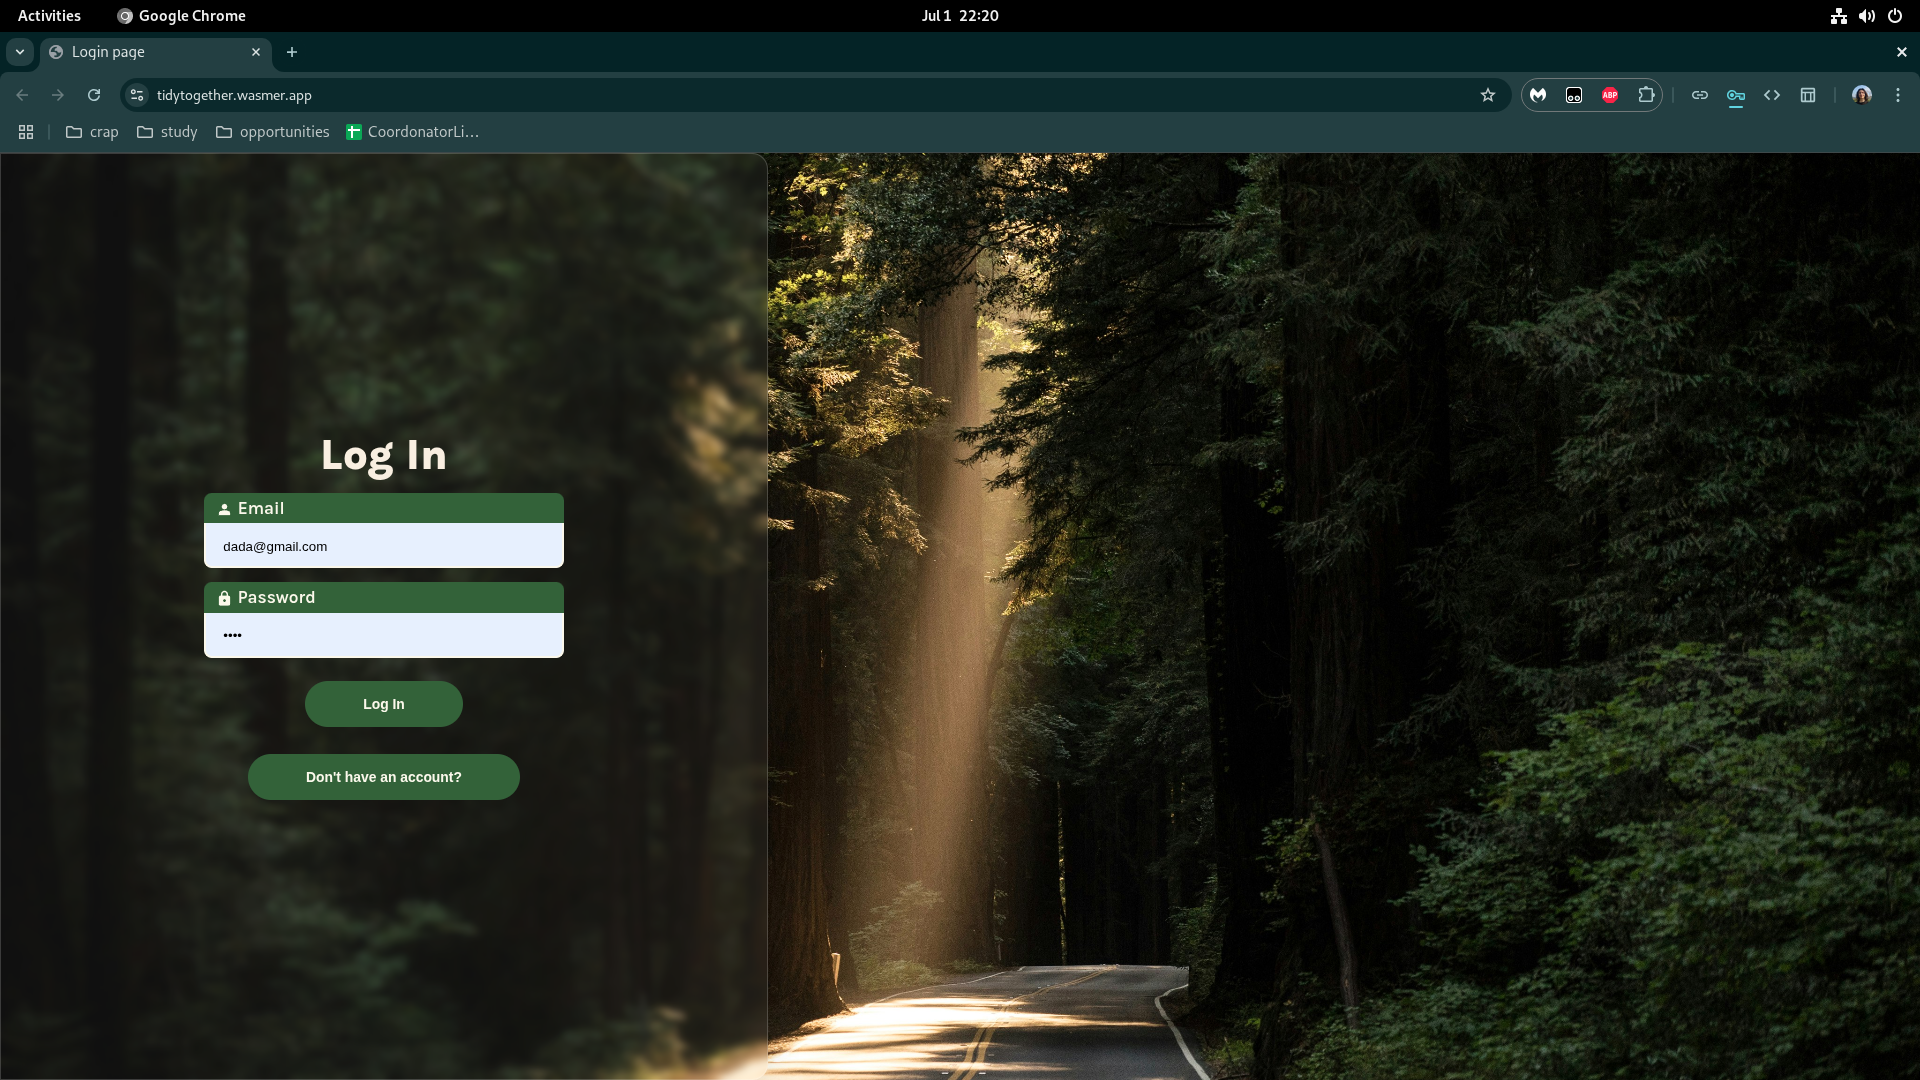 Activities Google Chrome Jul 1 22:20
Login page
tidytogether.wasmer.app ABP
crap study opportunities CoordonatorLi…
Log In
Email
dada@gmail.com
Password
••••
Log In
Don't have an account?